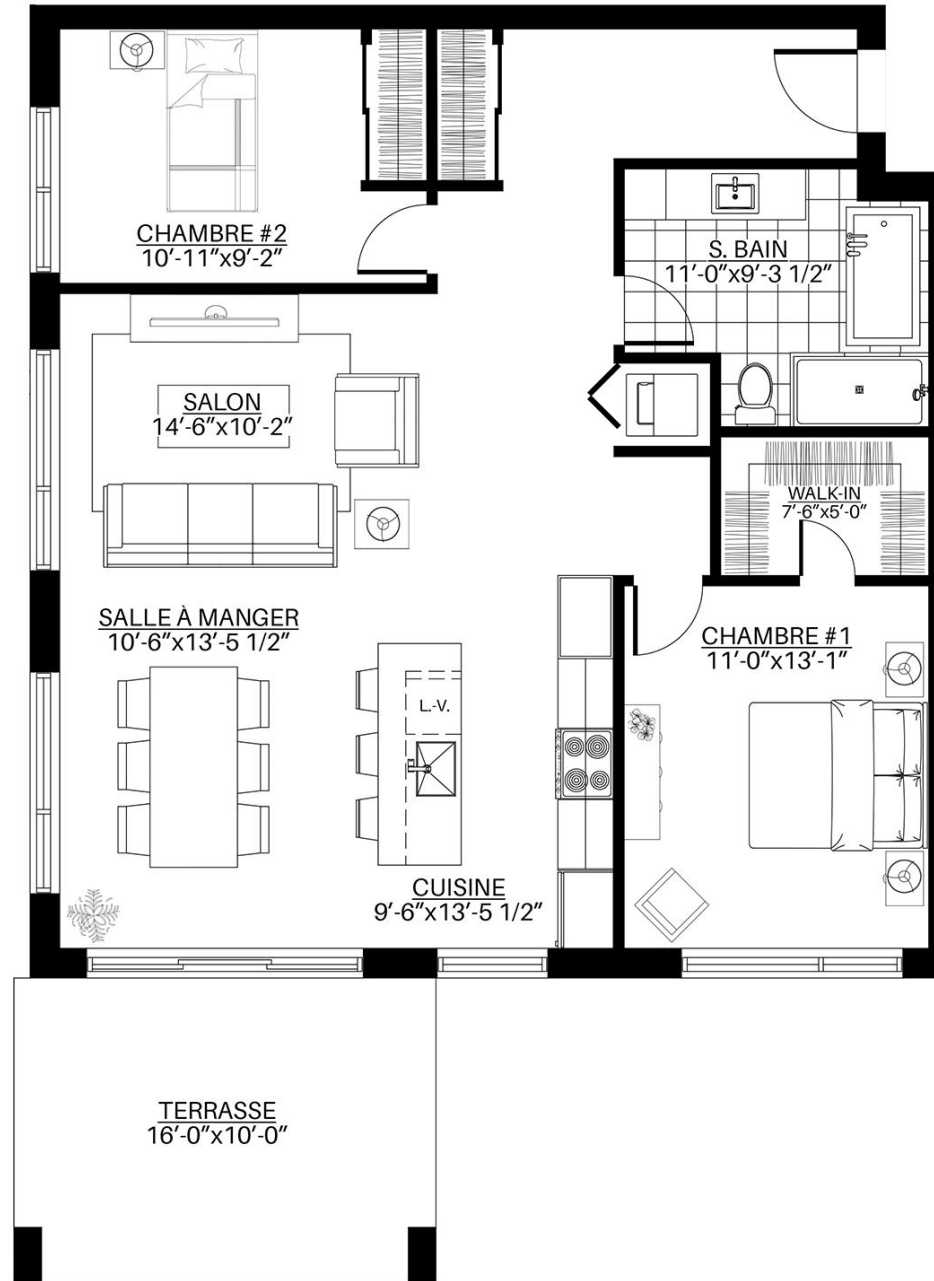 CHAMBRE #2
10'-11"x9'-2"
S. BAIN
11'-0"x9'-3 1/2"
SALON
14'-6"x10'-2"
WALK-IN
7'-6"x5'-0"
SALLE À MANGER
10'-6"x13'-5 1/2"
CHAMBRE #1
11'-0"x13'-1"
L.-V.
CUISINE
9'-6"x13'-5 1/2"
TERRASSE
16'-0"x10'-0"